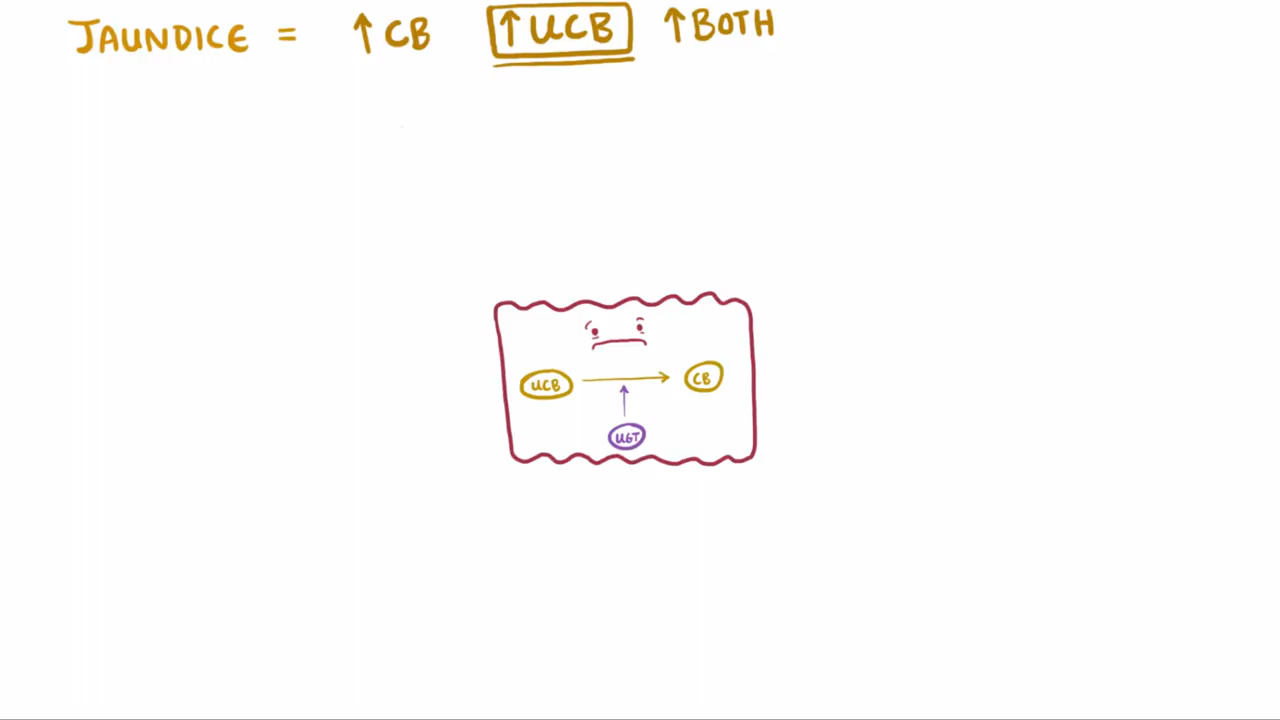 JAUNDICE = ↑ CB ↑ UCB ↑ BOTH
UCB → CB
UGT